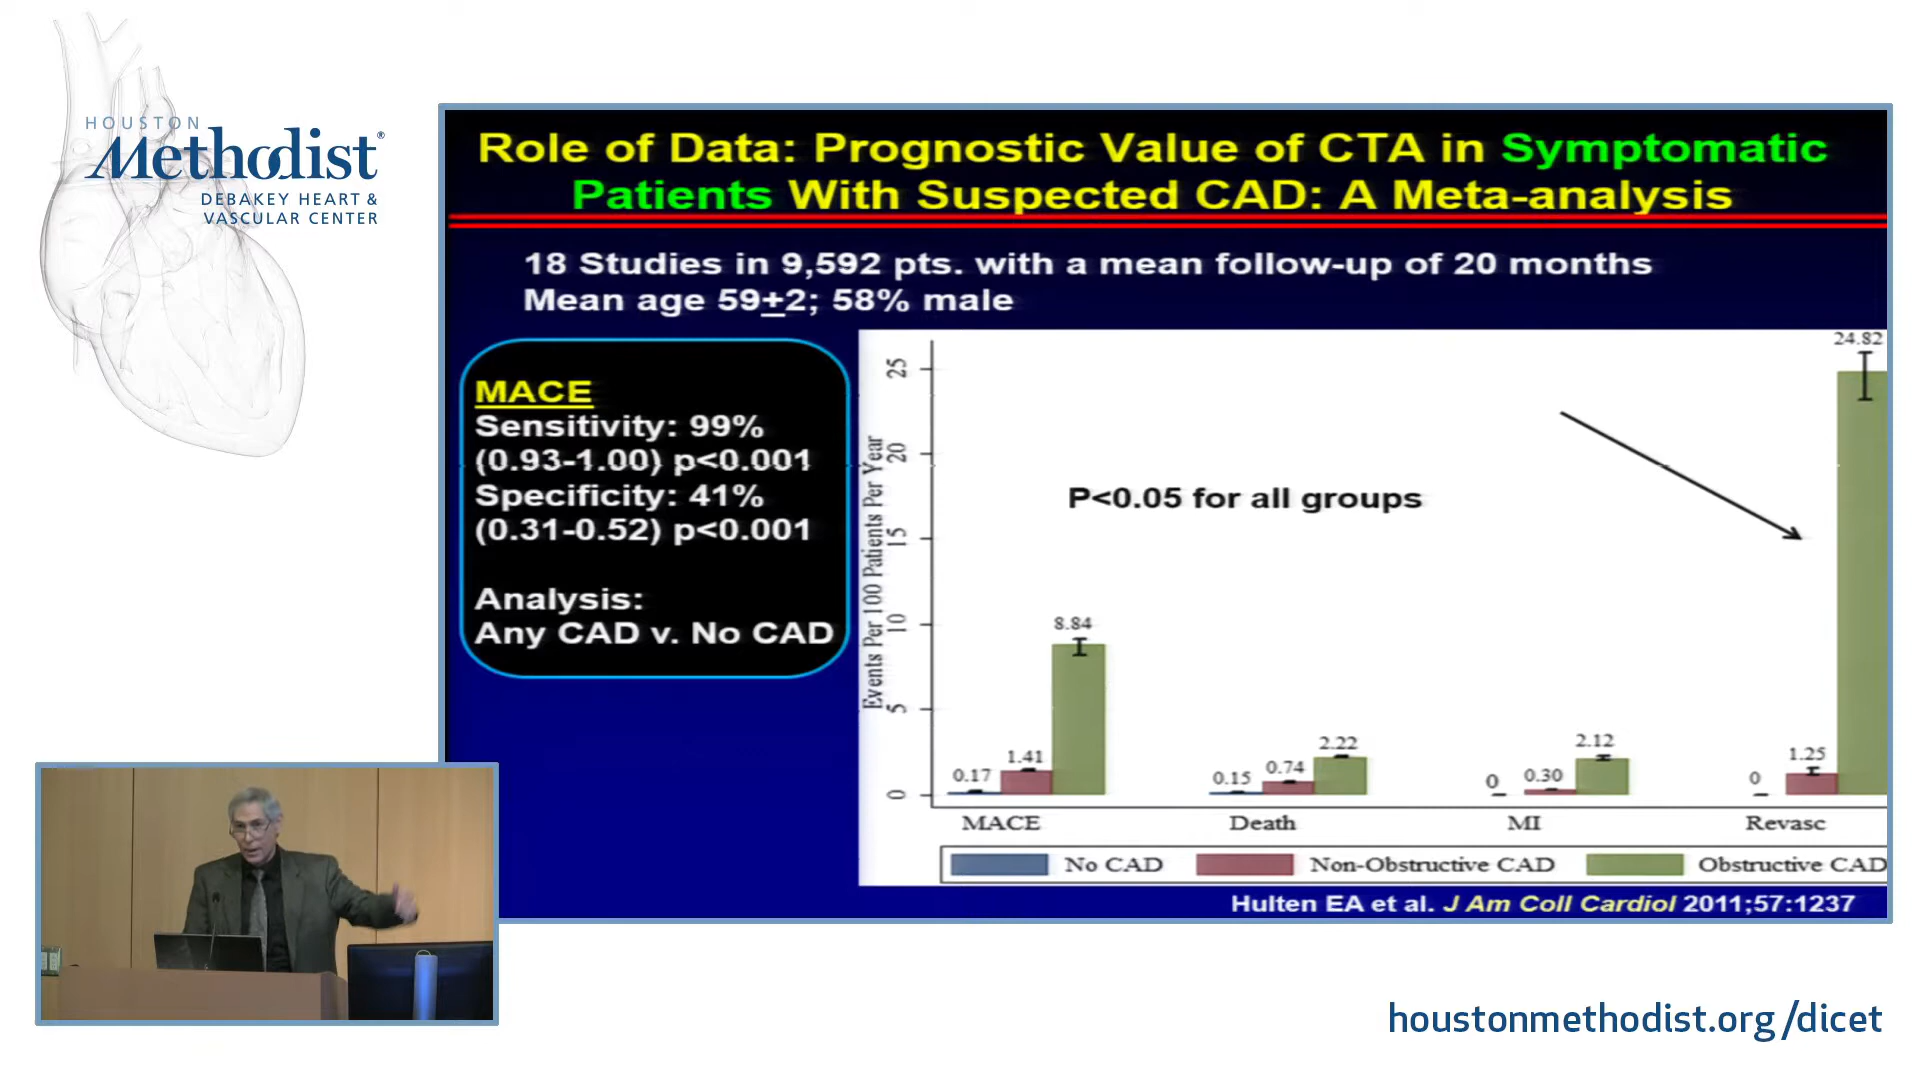 HOUSTON
Methodist®
DEBAKEY HEART &
VASCULAR CENTER
Role of Data: Prognostic Value of CTA in Symptomatic
Patients With Suspected CAD: A Meta-analysis
18 Studies in 9,592 pts. with a mean follow-up of 20 months
Mean age 59+2; 58% male
MACE
Sensitivity: 99%
(0.93-1.00) p<0.001
Specificity: 41%
(0.31-0.52) p<0.001
Analysis:
Any CAD v. No CAD
Events Per 100 Patients Per Year
25
20
15
10
5
0
P<0.05 for all groups
0.17
1.41
8.84
0.15
0.74
2.22
0
0.30
2.12
0
1.25
24.82
MACE
Death
MI
Revasc
No CAD
Non-Obstructive CAD
Obstructive CAD
Hulten EA et al. J Am Coll Cardiol 2011;57:1237
houstonmethodist.org/dicet